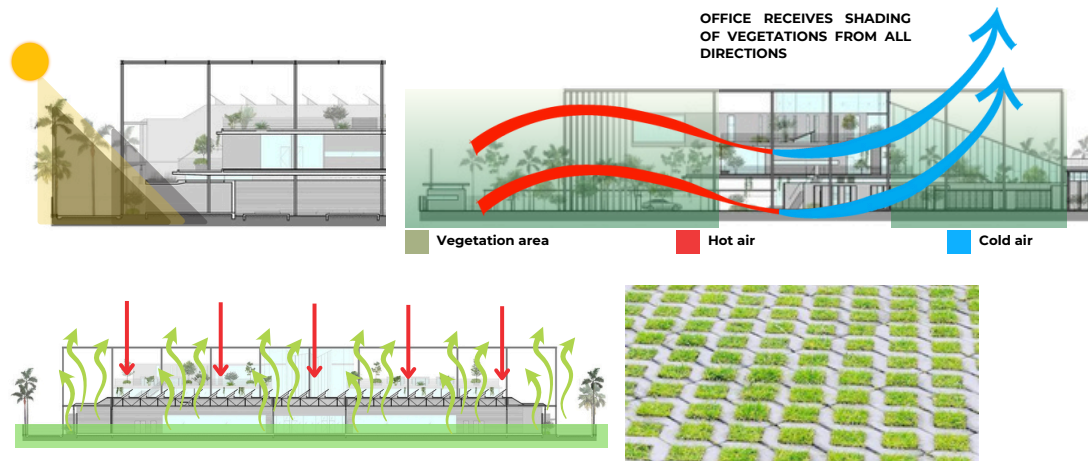 OFFICE RECEIVES SHADING
OF VEGETATIONS FROM ALL
DIRECTIONS
Vegetation area
Hot air
Cold air